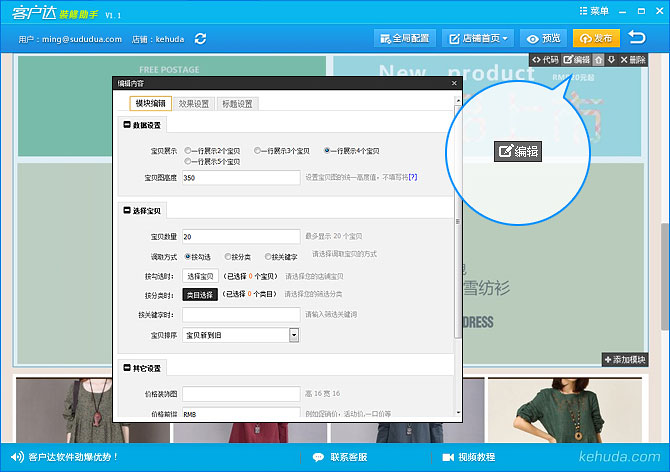 客户达 装修助手 V1.1
菜单
用户：ming@sududua.com 店铺：kehuda
全局配置 店铺首页 预览 发布
代码 编辑 删除
FREE POSTAGE
New product
编辑内容
模块编辑 效果设置 标题设置
数据设置
宝贝展示 一行展示2个宝贝 一行展示3个宝贝 一行展示4个宝贝
一行展示5个宝贝
宝贝图高度 350 设置宝贝图的统一高度值，不填写将[?]
编辑
选择宝贝
宝贝数量 20 最多显示 20 个宝贝
调取方式 按勾选 按分类 按关键字 请选择调取宝贝的方式
按勾选时： 选择宝贝 （已选择 0 个宝贝） 请选择您的店铺宝贝
按分类时： 类目选择 （已选择 0 个类目） 请选择您的筛选分类
按关键字时： 请输入筛选关键词
宝贝排序 宝贝新到旧
雪纺衫
DRESS
添加模块
其它设置
价格装饰图 高 16 宽 16
价格前缀 RMB 例如促销价，活动价,一口价等
客户达软件劲爆优势！ 联系客服 视频教程 kehuda.com